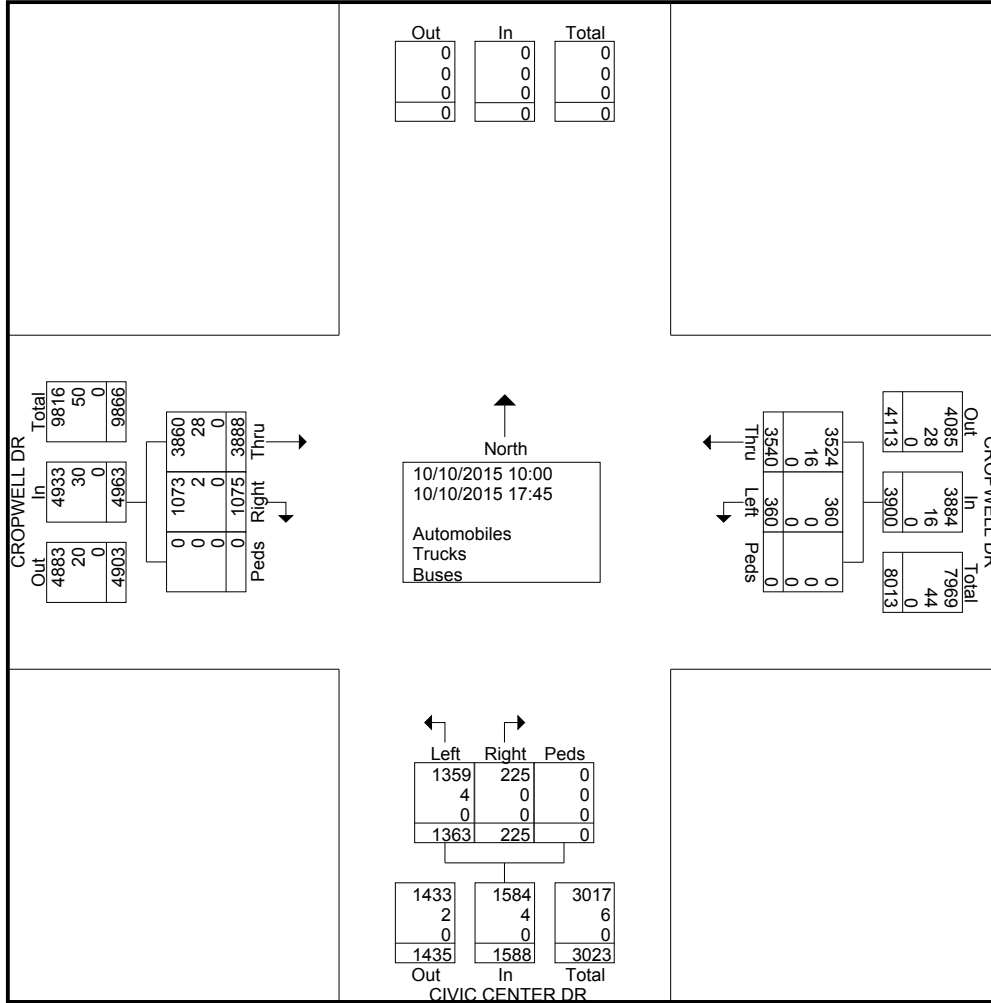 Out In Total
0 0 0
0 0 0
0 0 0
0 0 0
CROPWELL DR
Total In Out
9816 4933 4883
50 30 20
0 0 0
9866 4963 4903
3860 1073 0
28 2 0
0 0 0
3888 1075 0
Thru Right Peds
North
10/10/2015 10:00
10/10/2015 17:45
Automobiles
Trucks
Buses
Thru Left Peds
3524 360 0
16 0 0
0 0 0
3540 360 0
CROPWELL DR
Out In Total
4085 3884 7969
28 16 44
0 0 0
4113 3900 8013
Left Right Peds
1359 225 0
4 0 0
0 0 0
1363 225 0
1433 1584 3017
2 4 6
0 0 0
1435 1588 3023
Out In Total
CIVIC CENTER DR